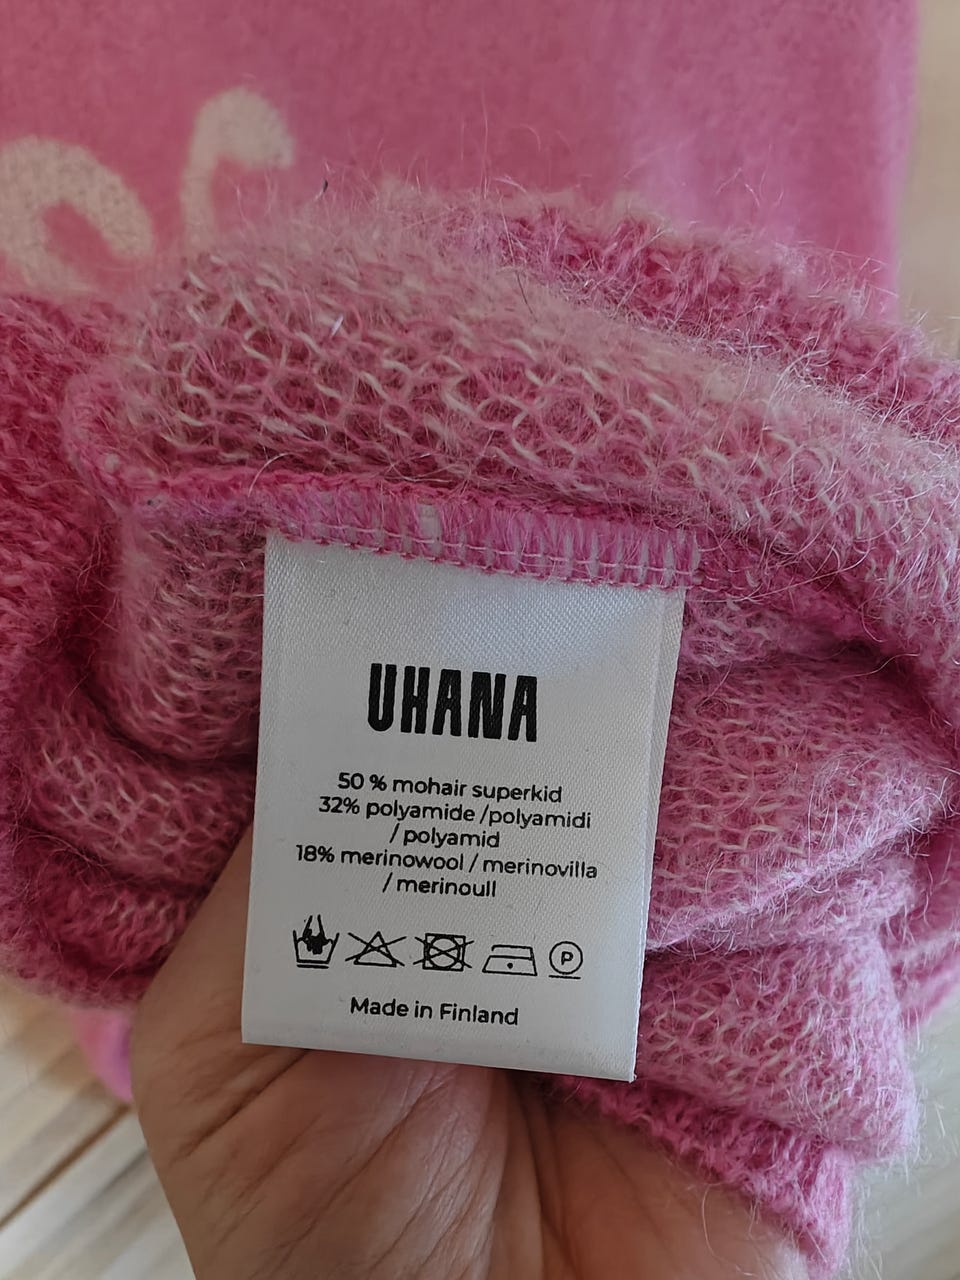 UHANA
50 % mohair superkid
32% polyamide /polyamidi
/ polyamid
18% merinowool / merinovilla
/ merinoull
P
Made in Finland